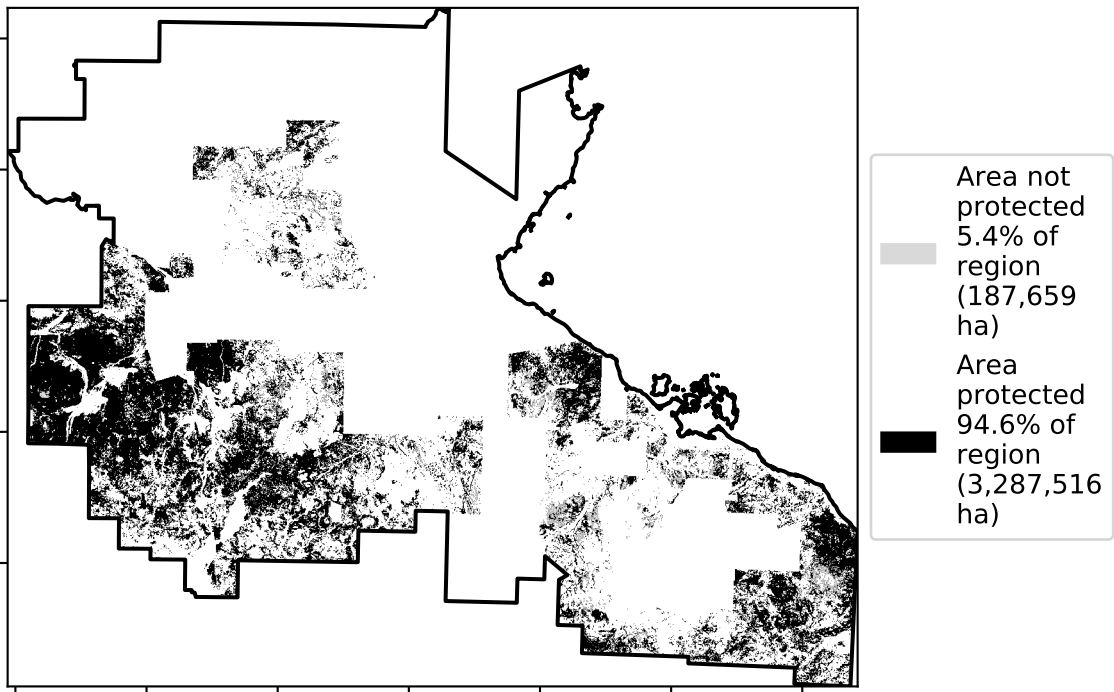 Area not
protected
5.4% of
region
(187,659
ha)
Area
protected
94.6% of
region
(3,287,516
ha)